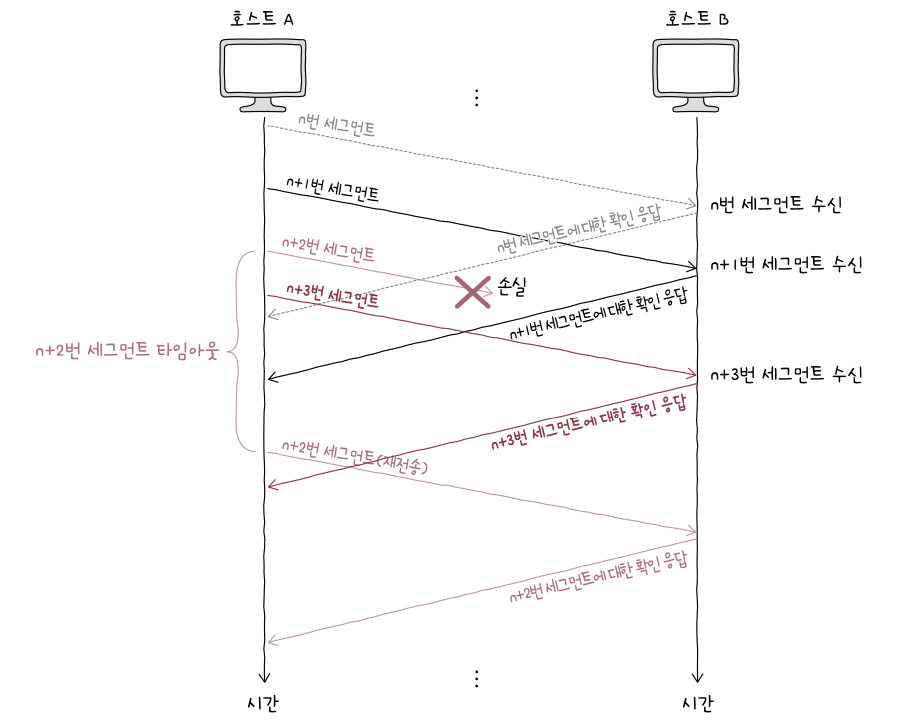 호스트 A
호스트 B
n번 세그먼트
n+1번 세그먼트
n번 세그먼트 수신
n번 세그먼트에 대한 확인 응답
n+2번 세그먼트
n+1번 세그먼트 수신
손실
n+3번 세그먼트
n+1번 세그먼트에 대한 확인 응답
n+2번 세그먼트 타임아웃
n+3번 세그먼트 수신
n+3번 세그먼트에 대한 확인 응답
n+2번 세그먼트(재전송)
n+2번 세그먼트에 대한 확인 응답
시간
시간